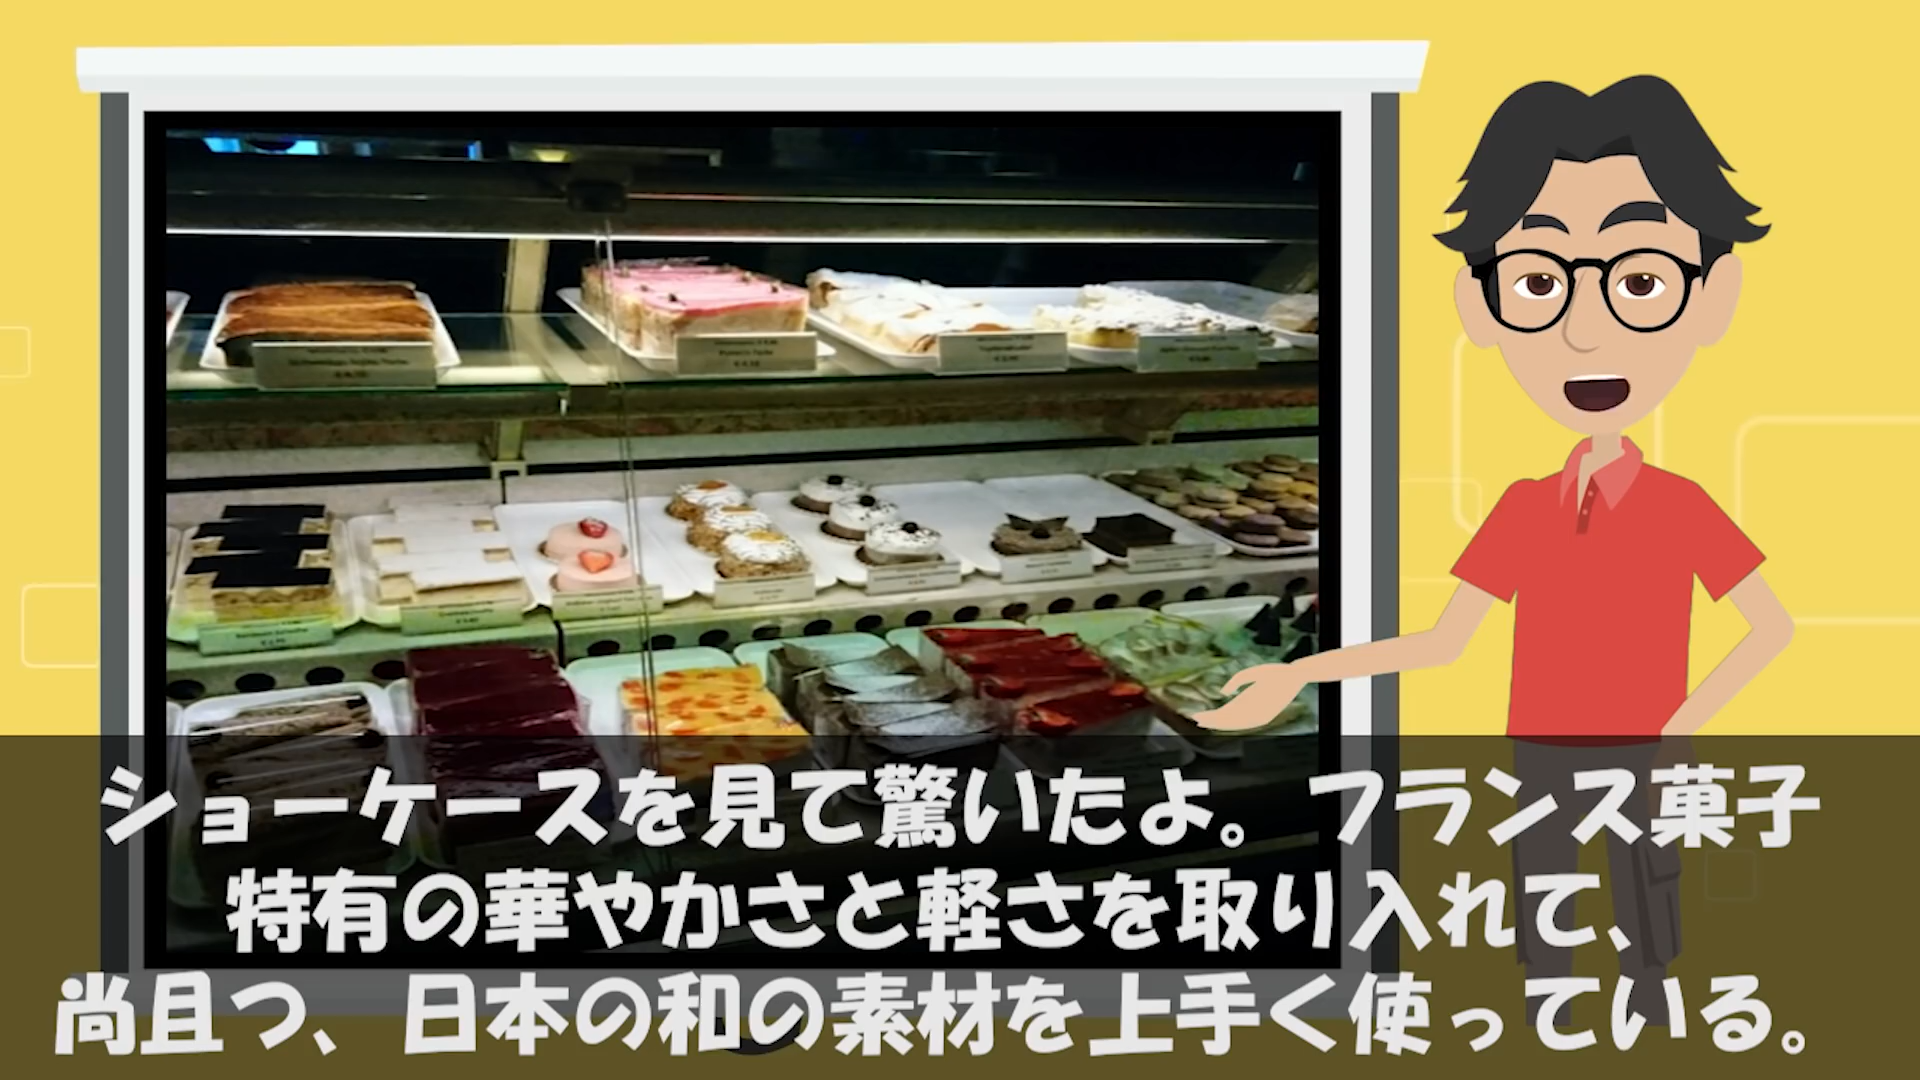 ショーケースを見て驚いたよ。フランス菓子
特有の華やかさと軽さを取り入れて、
尚且つ、日本の和の素材を上手く使っている。